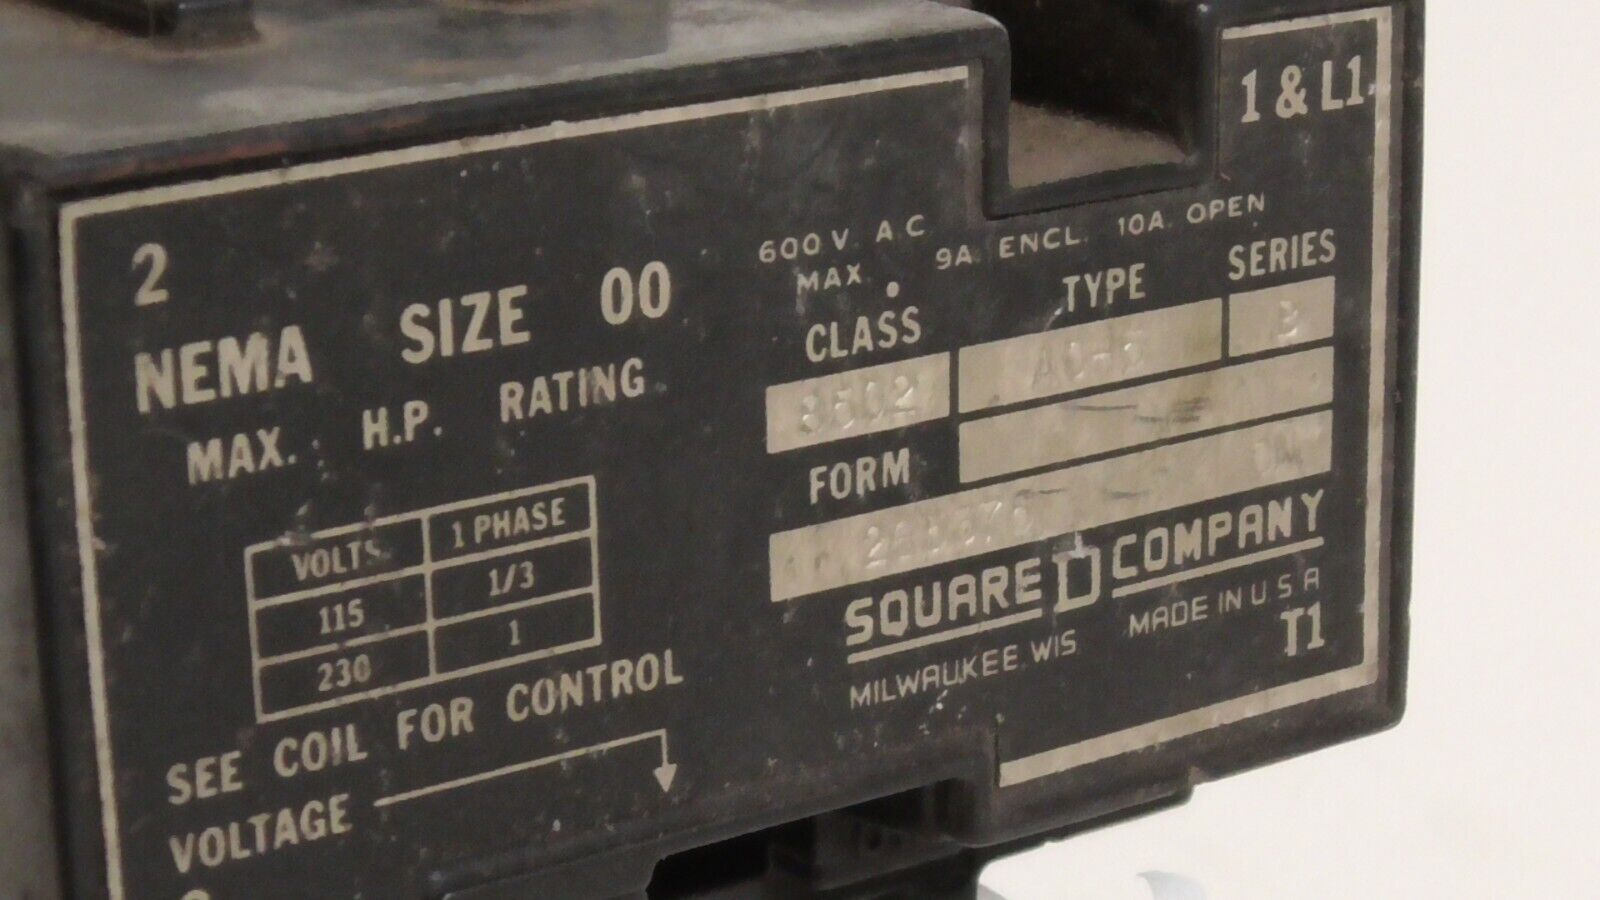 1 & L1
2
NEMA SIZE 00
MAX. H.P. RATING
VOLTS 1 PHASE
115 1/3
230 1
SEE COIL FOR CONTROL
VOLTAGE
600 V. A.C
MAX. 9A. ENCL. 10A. OPEN
CLASS TYPE SERIES
8502
FORM
SQUARE D COMPANY
MILWAUKEE, WIS MADE IN U S A
T1